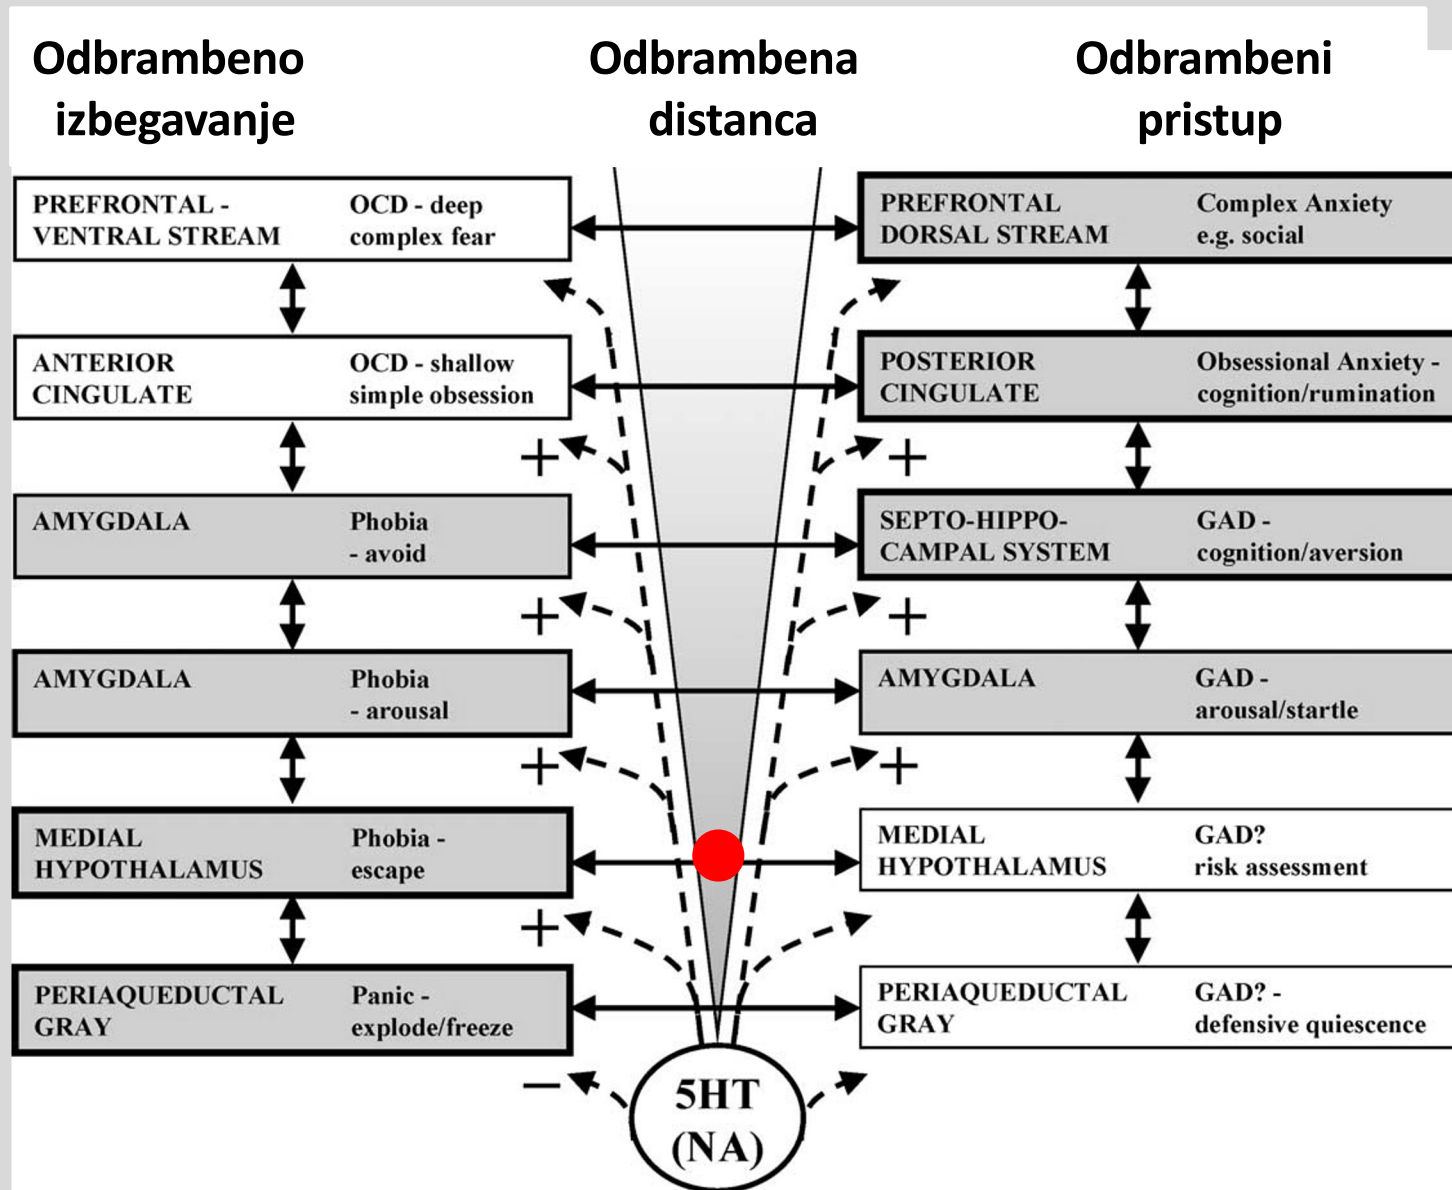 Odbrambeno
izbegavanje
Odbrambena
distanca
Odbrambeni
pristup
PREFRONTAL -
VENTRAL STREAM
OCD - deep
complex fear
PREFRONTAL
DORSAL STREAM
Complex Anxiety
e.g. social
ANTERIOR
CINGULATE
OCD - shallow
simple obsession
POSTERIOR
CINGULATE
Obsessional Anxiety -
cognition/rumination
+
+
AMYGDALA
Phobia
- avoid
SEPTO-HIPPO-
CAMPAL SYSTEM
GAD -
cognition/aversion
+
+
AMYGDALA
Phobia
- arousal
AMYGDALA
GAD -
arousal/startle
+
+
MEDIAL
HYPOTHALAMUS
Phobia -
escape
MEDIAL
HYPOTHALAMUS
GAD?
risk assessment
+
PERIAQUEDUCTAL
GRAY
Panic -
explode/freeze
PERIAQUEDUCTAL
GRAY
GAD? -
defensive quiescence
–
5HT
(NA)